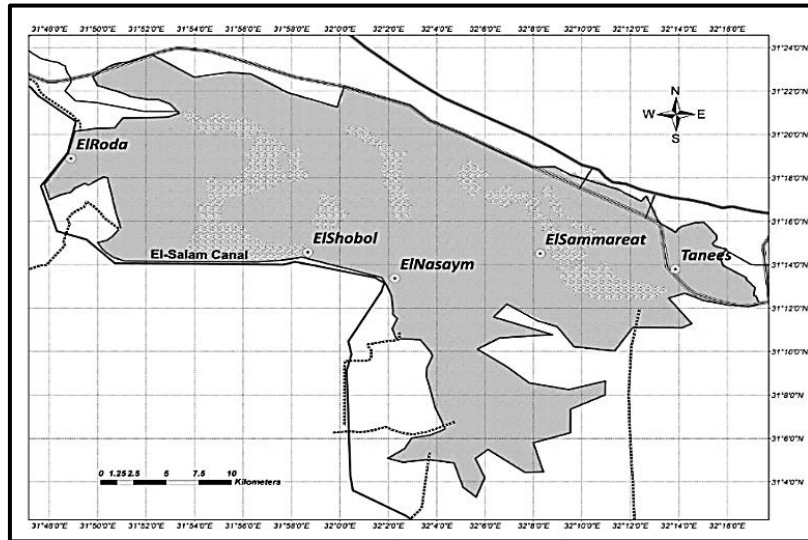 31°48'0"E 31°50'0"E 31°52'0"E 31°54'0"E 31°56'0"E 31°58'0"E 32°0'0"E 32°2'0"E 32°4'0"E 32°6'0"E 32°8'0"E 32°10'0"E 32°12'0"E 32°14'0"E 32°16'0"E
31°24'0"N
31°22'0"N
N
W E
S
31°20'0"N
ElRoda
31°18'0"N
31°16'0"N
ElShobol
ElSammareat
Tanees
El-Salam Canal
31°14'0"N
ElNasaym
31°12'0"N
31°10'0"N
31°8'0"N
31°6'0"N
0 1.25 2.5 5 7.5 10
Kilometers
31°4'0"N
31°48'0"E 31°50'0"E 31°52'0"E 31°54'0"E 31°56'0"E 31°58'0"E 32°0'0"E 32°2'0"E 32°4'0"E 32°6'0"E 32°8'0"E 32°10'0"E 32°12'0"E 32°14'0"E 32°16'0"E